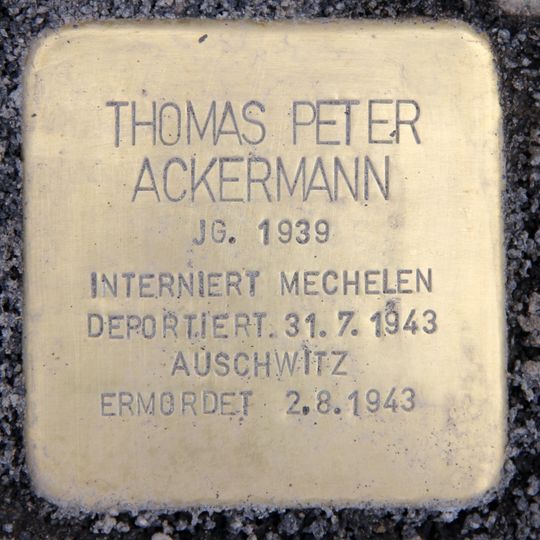 THOMAS PETER
ACKERMANN
JG. 1939
INTERNIERT MECHELEN
DEPORTIERT 31.7.1943
AUSCHWITZ
ERMORDET 2.8.1943